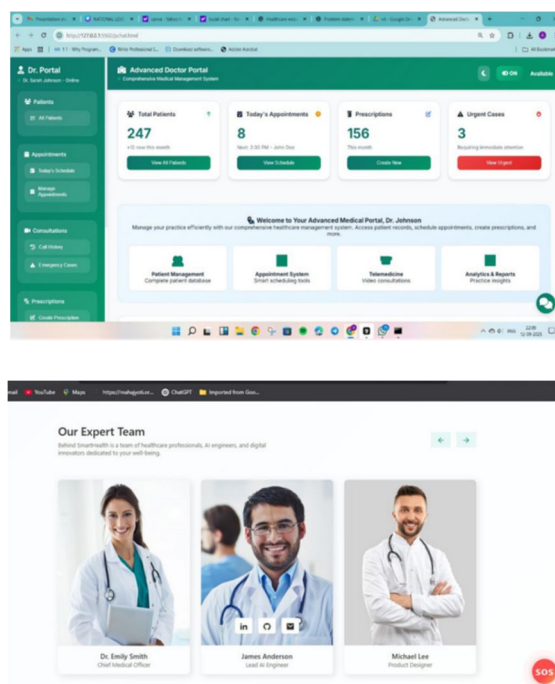 Dr. Portal
Dr. Sarah Johnson - Online
Patients
All Patients
Appointments
Today's Schedule
Manage
Appointments
Consultations
Call History
Emergency Cases
Prescriptions
Create Prescription
Advanced Doctor Portal
Comprehensive Medical Management System
ON
Available
Total Patients
247
+12 new this month
View All Patients
Today's Appointments
8
Next: 2:30 PM - John Doe
View Schedule
Prescriptions
156
This month
Create New
Urgent Cases
3
Requiring immediate attention
View Urgent
Welcome to Your Advanced Medical Portal, Dr. Johnson
Manage your practice efficiently with our comprehensive healthcare management system. Access patient records, schedule appointments, create prescriptions, and
more.
Patient Management
Complete patient database
Appointment System
Smart scheduling tools
Telemedicine
Video consultations
Analytics & Reports
Practice insights
ENG
YouTube
Maps
ChatGPT
Imported from Goo...
Our Expert Team
Behind SmartHealth is a team of healthcare professionals, AI engineers, and digital
innovators dedicated to your well-being.
in
Dr. Emily Smith
Chief Medical Officer
James Anderson
Lead AI Engineer
Michael Lee
Product Designer
SOS